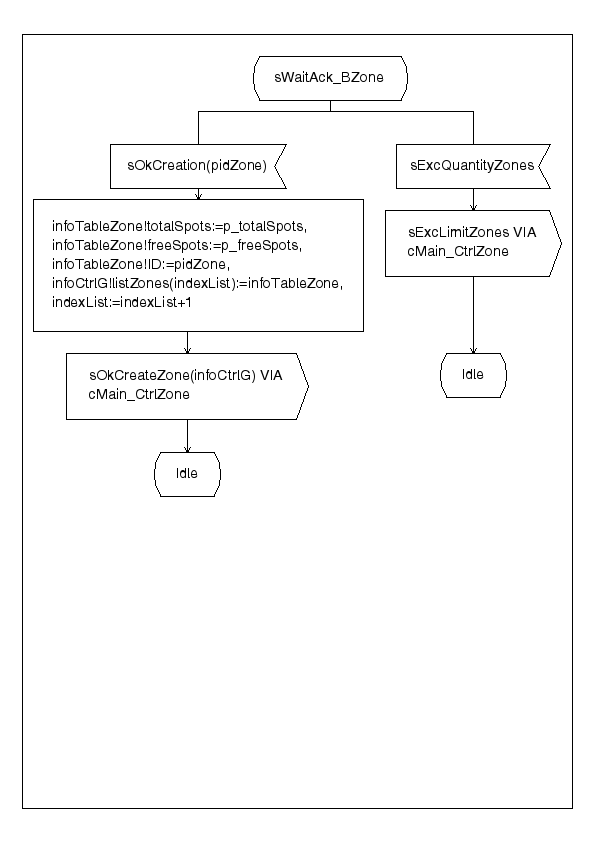 sWaitAck_BZone
sOkCreation(pidZone)
sExcQuantityZones
infoTableZone!totalSpots:=p_totalSpots,
infoTableZone!freeSpots:=p_freeSpots,
infoTableZone!ID:=pidZone,
infoCtrlG!listZones(indexList):=infoTableZone,
indexList:=indexList+1
sExcLimitZones VIA
cMain_CtrlZone
sOkCreateZone(infoCtrlG) VIA
cMain_CtrlZone
Idle
Idle